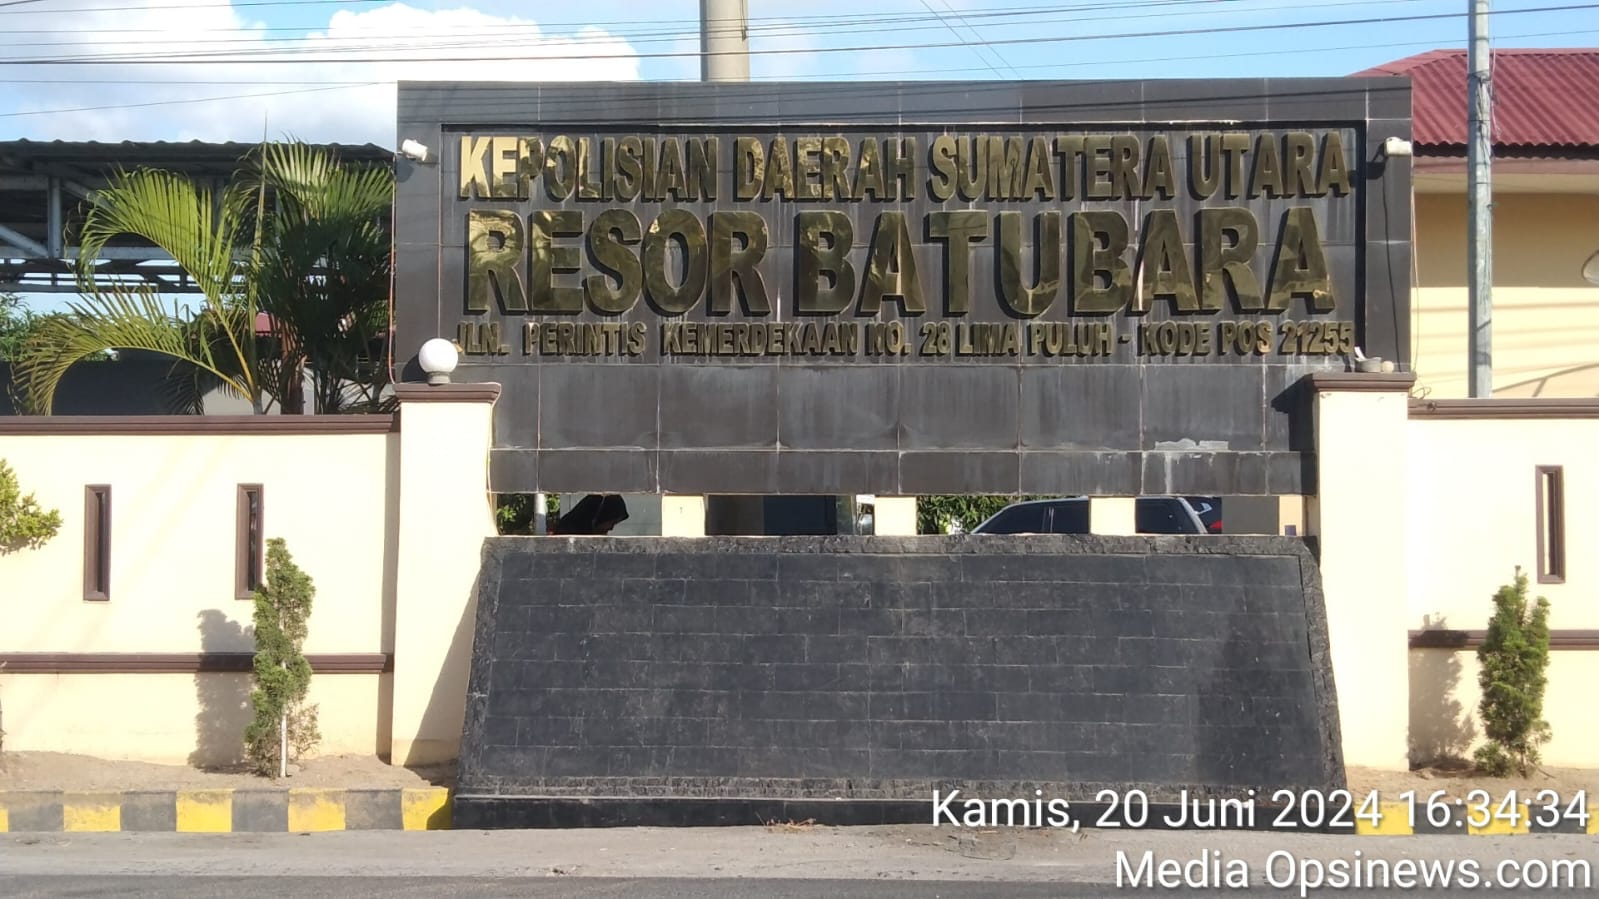 KEPOLISIAN DAERAH SUMATERA UTARA
RESOR BATUBARA
JLN. PERINTIS KEMERDEKAAN NO. 28 LIMA PULUH - KODE POS 21255
Kamis, 20 Juni 2024 16:34:34
Media Opsinews.com